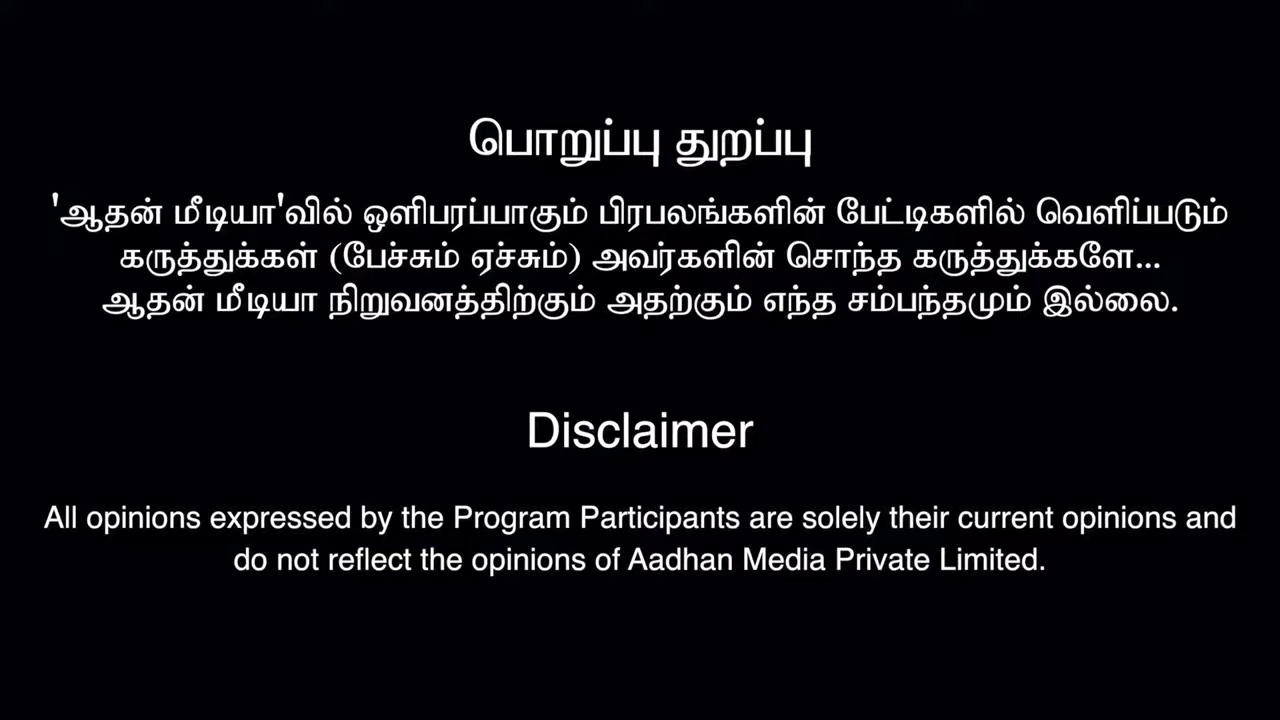 பொறுப்பு துறப்பு
'ஆதன் மீடியா'வில் ஒளிபரப்பாகும் பிரபலங்களின் பேட்டிகளில் வெளிப்படும்
கருத்துக்கள் (பேச்சும் ஏச்சும்) அவர்களின் சொந்த கருத்துக்களே...
ஆதன் மீடியா நிறுவனத்திற்கும் அதற்கும் எந்த சம்பந்தமும் இல்லை.
Disclaimer
All opinions expressed by the Program Participants are solely their current opinions and
do not reflect the opinions of Aadhan Media Private Limited.